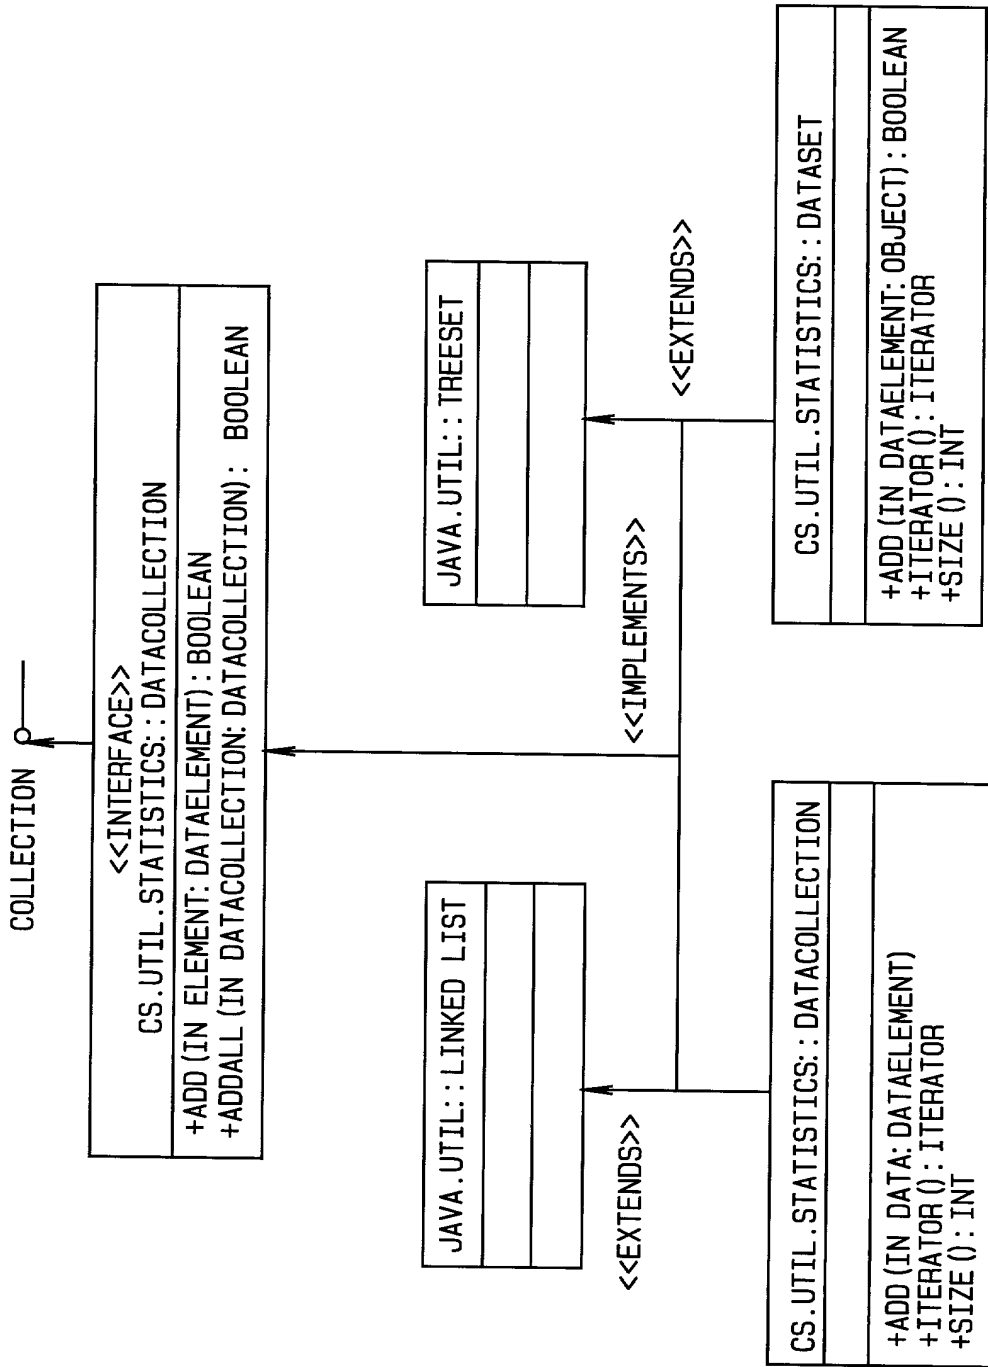 COLLECTION
<<INTERFACE>>
CS.UTIL.STATISTICS::DATACOLLECTION
+ADD (IN ELEMENT: DATAELEMENT): BOOLEAN
+ADDALL (IN DATACOLLECTION: DATACOLLECTION): BOOLEAN
JAVA.UTIL::LINKED LIST
JAVA.UTIL::TREESET
<<EXTENDS>>
<<IMPLEMENTS>>
<<EXTENDS>>
CS.UTIL.STATISTICS::DATACOLLECTION
+ADD (IN DATA: DATAELEMENT)
+ITERATOR (): ITERATOR
+SIZE (): INT
CS.UTIL.STATISTICS::DATASET
+ADD (IN DATAELEMENT: OBJECT): BOOLEAN
+ITERATOR (): ITERATOR
+SIZE (): INT